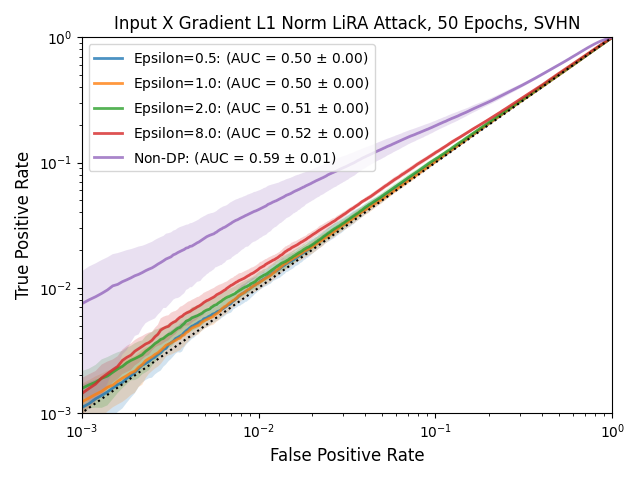 Input X Gradient L1 Norm LiRA Attack, 50 Epochs, SVHN
True Positive Rate
10⁰
10⁻¹
10⁻²
10⁻³
Epsilon=0.5: (AUC = 0.50 ± 0.00)
Epsilon=1.0: (AUC = 0.50 ± 0.00)
Epsilon=2.0: (AUC = 0.51 ± 0.00)
Epsilon=8.0: (AUC = 0.52 ± 0.00)
Non-DP: (AUC = 0.59 ± 0.01)
10⁻³ 10⁻² 10⁻¹ 10⁰
False Positive Rate